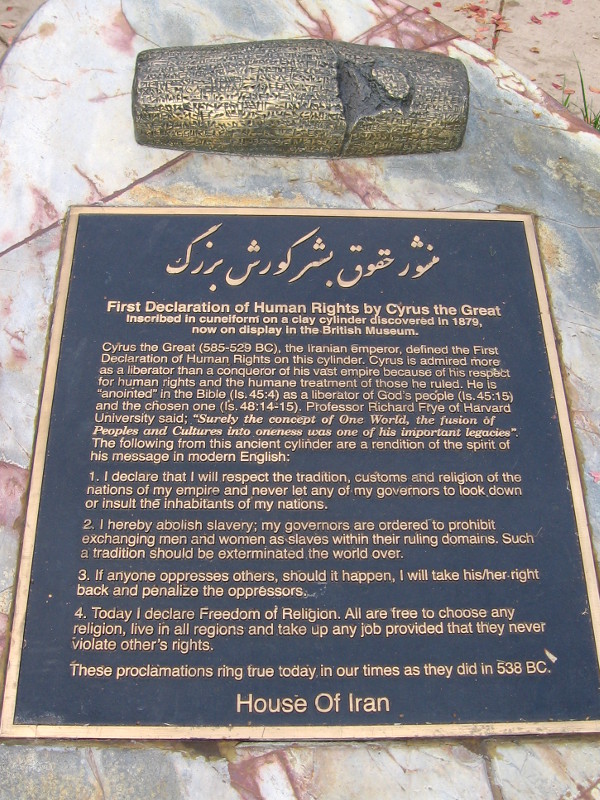 منشور حقوق بشر کورش بزرگ
First Declaration of Human Rights by Cyrus the Great
Inscribed in cuneiform on a clay cylinder discovered in 1879,
now on display in the British Museum.
Cyrus the Great (585-529 BC), the Iranian emperor, defined the First
Declaration of Human Rights on this cylinder. Cyrus is admired more
as a liberator than a conqueror of his vast empire because of his respect
for human rights and the humane treatment of those he ruled. He is
"anointed" in the Bible (Is.45:4) as a liberator of God's people (Is.45:15)
and the chosen one (Is. 48:14-15). Professor Richard Frye of Harvard
University said; "Surely the concept of One World, the fusion of
Peoples and Cultures into oneness was one of his important legacies".
The following from this ancient cylinder are a rendition of the spirit of
his message in modern English:
1. I declare that I will respect the tradition, customs and religion of the
nations of my empire and never let any of my governors to look down
or insult the inhabitants of my nations.
2. I hereby abolish slavery; my governors are ordered to prohibit
exchanging men and women as slaves within their ruling domains. Such
a tradition should be exterminated the world over.
3. If anyone oppresses others, should it happen, I will take his/her right
back and penalize the oppressors.
4. Today I declare Freedom of Religion. All are free to choose any
religion, live in all regions and take up any job provided that they never
violate other's rights.
These proclamations ring true today in our times as they did in 538 BC.
House Of Iran